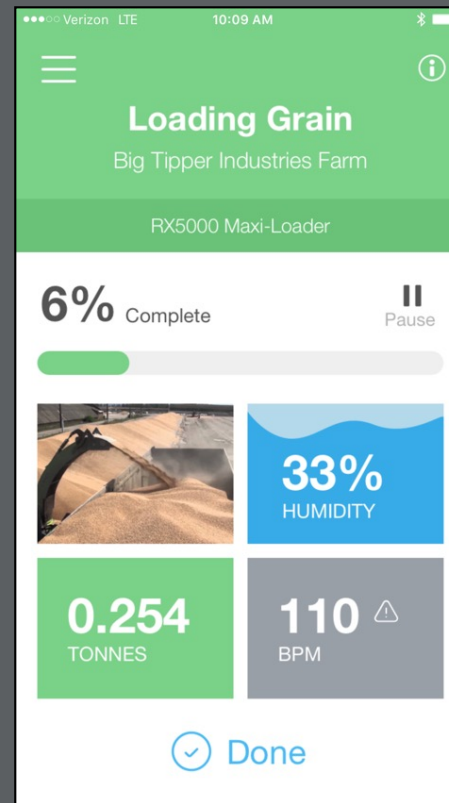 Verizon LTE 10:09 AM
Loading Grain
Big Tipper Industries Farm
RX5000 Maxi-Loader
6% Complete
Pause
33%
HUMIDITY
0.254
TONNES
110
BPM
Done